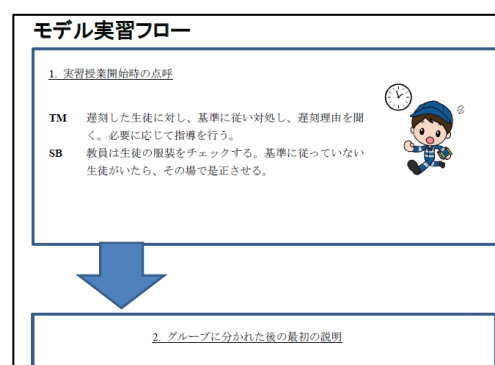 モデル実習フロー
1. 実習授業開始時の点呼
TM 遅刻した生徒に対し、基準に従い対処し、遅刻理由を聞
く。必要に応じて指導を行う。
SB 教員は生徒の服装をチェックする。基準に従っていない
生徒がいたら、その場で是正させる。
2. グループに分かれた後の最初の説明